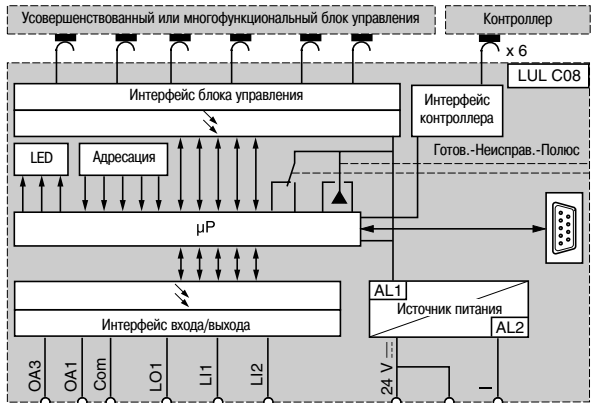 Усовершенствованный или многофункциональный блок управления
Контроллер
x 6
LUL C08
Интерфейс блока управления
Интерфейс
контроллера
LED
Адресация
Готов.-Неисправ.-Полюс
µP
AL1
Источник питания
AL2
Интерфейс входа/выхода
OA3
OA1
Com
LO1
LI1
LI2
24 V
I